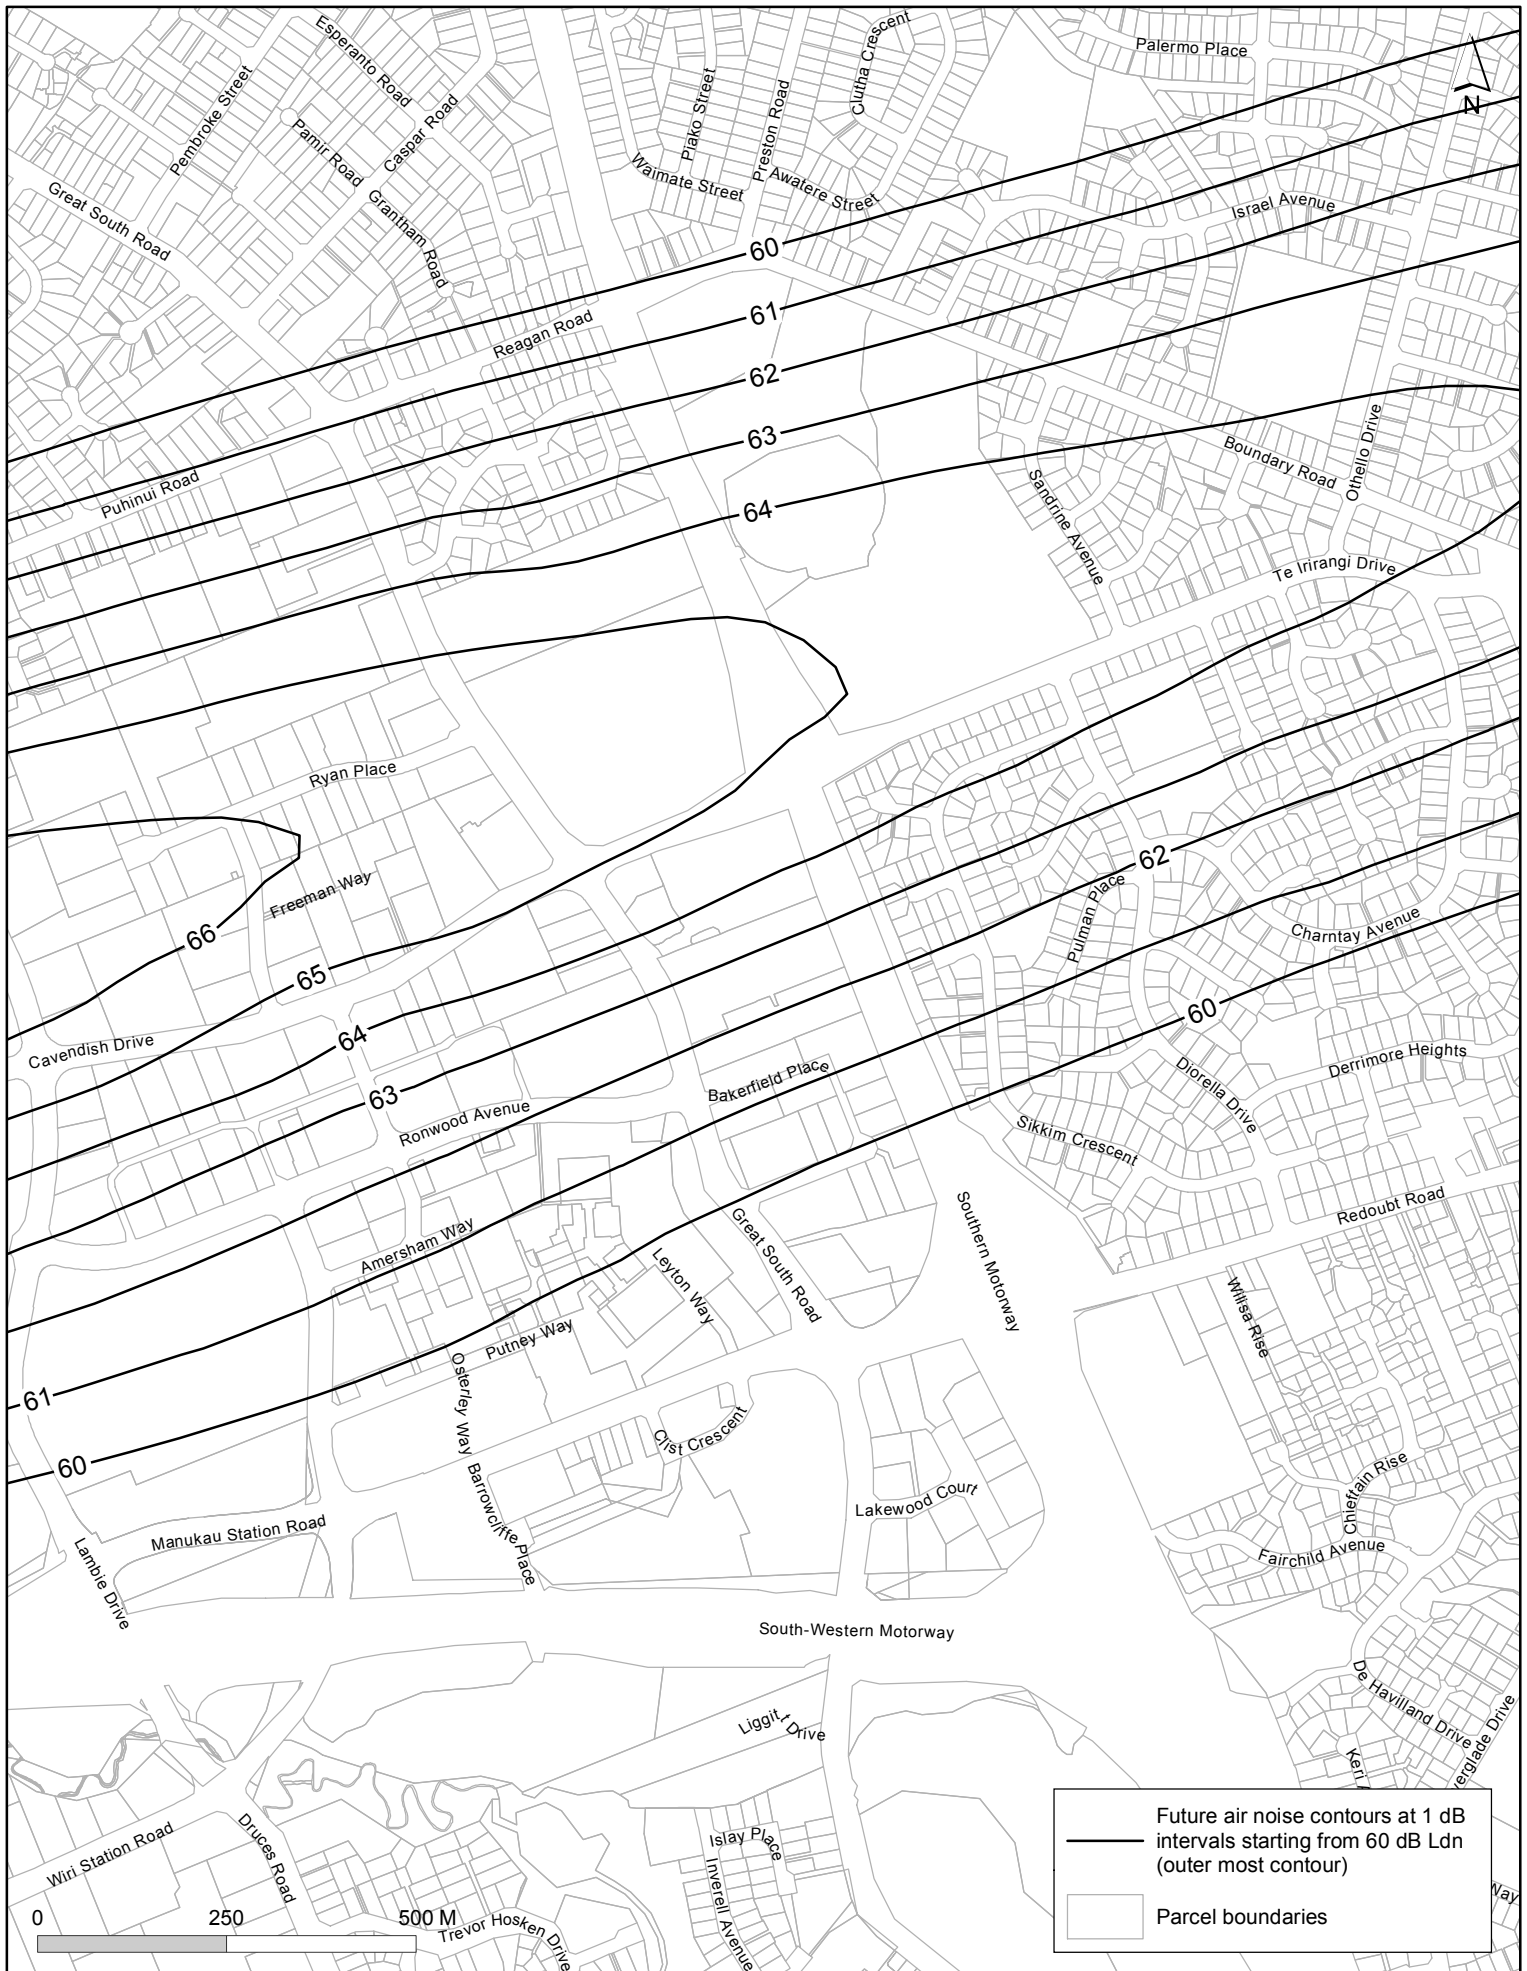 Esperanto Road
Clutha Crescent
Palermo Place
N
Pembroke Street
Piako Street
Preston Road
Caspar Road
Pamir Road
Waimate Street
Awatere Street
Great South Road
Grantham Road
Israel Avenue
60
61
Reagan Road
62
63
Boundary Road
Othello Drive
Puhinui Road
64
Sandrine Avenue
Te Irirangi Drive
Ryan Place
62
Freeman Way
Pulman Place
66
Charntay Avenue
65
60
64
Cavendish Drive
Derrimore Heights
63
Bakerfield Place
Diorella Drive
Ronwood Avenue
Sikkim Crescent
Redoubt Road
Amersham Way
Great South Road
Southern Motorway
Leyton Way
Putney Way
Wilisa Rise
61
Osterley Way
Clist Crescent
60
Barrowcliffe Place
Lakewood Court
Chieftain Rise
Manukau Station Road
Fairchild Avenue
Lambie Drive
South-Western Motorway
De Havilland Drive
Liggitt Drive
verglade Drive
Keri
Wiri Station Road
Druces Road
Islay Place
Inverell Avenue
Trevor Hosken Drive
Way
0 250 500 M
Future air noise contours at 1 dB
intervals starting from 60 dB Ldn
(outer most contour)
Parcel boundaries